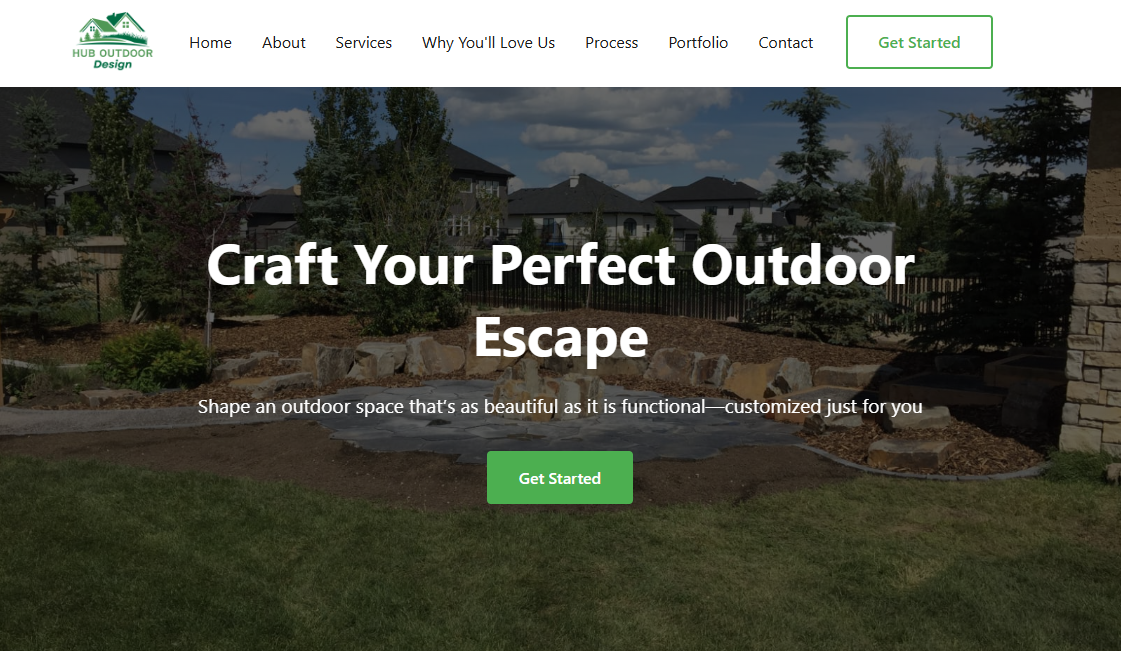 HUB OUTDOOR
Design
Home About Services Why You'll Love Us Process Portfolio Contact Get Started
Craft Your Perfect Outdoor
Escape
Shape an outdoor space that's as beautiful as it is functional—customized just for you
Get Started